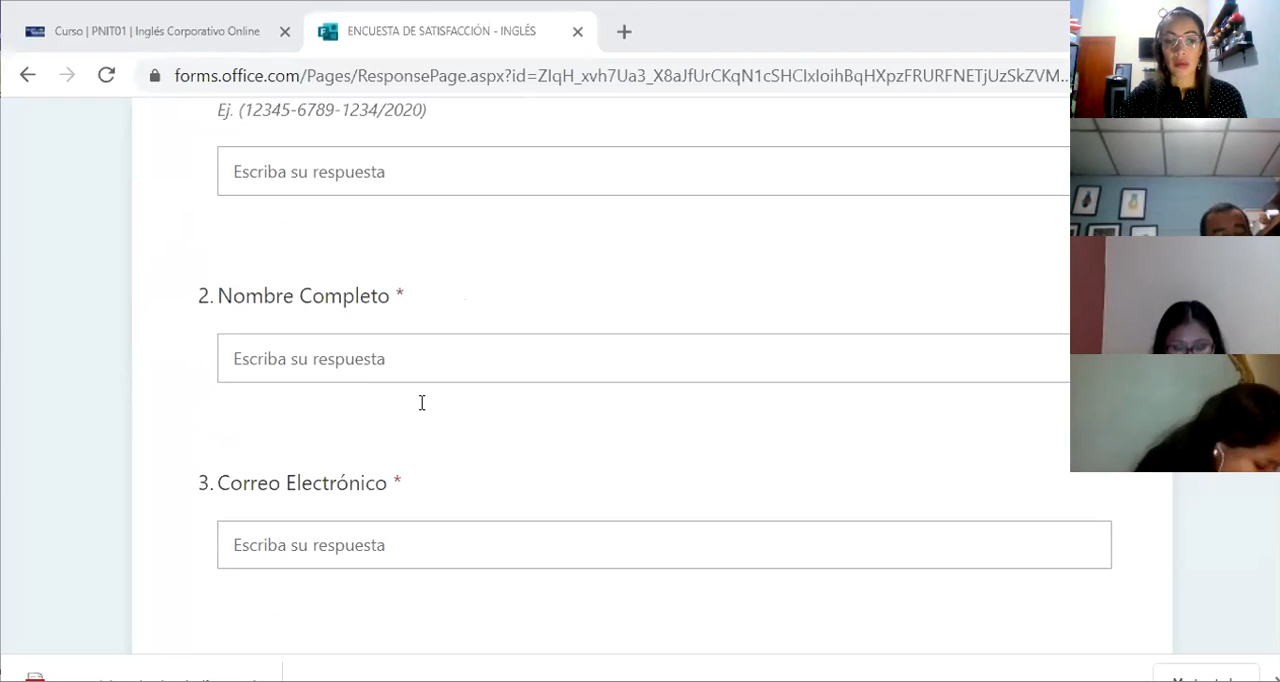 Curso | PNIT01 | Inglés Corporativo Online
ENCUESTA DE SATISFACCIÓN - INGLÉS
forms.office.com/Pages/ResponsePage.aspx?id=ZIqH_xvh7Ua3_X8aJfUrCKqN1cSHClxIoihBqHXpzFRURFNETjUzSkZVM...
Ej. (12345-6789-1234/2020)
Escriba su respuesta
2. Nombre Completo *
Escriba su respuesta
3. Correo Electrónico *
Escriba su respuesta